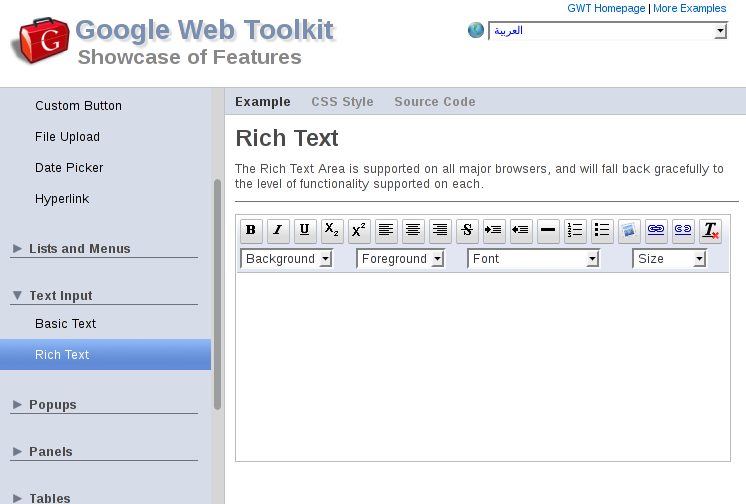 GWT Homepage | More Examples
Google Web Toolkit
Showcase of Features
العربية
Custom Button
File Upload
Date Picker
Hyperlink
Lists and Menus
Text Input
Basic Text
Rich Text
Popups
Panels
Tables
Example CSS Style Source Code
Rich Text
The Rich Text Area is supported on all major browsers, and will fall back gracefully to
the level of functionality supported on each.
B I U X₂ X² S T
Background Foreground Font Size